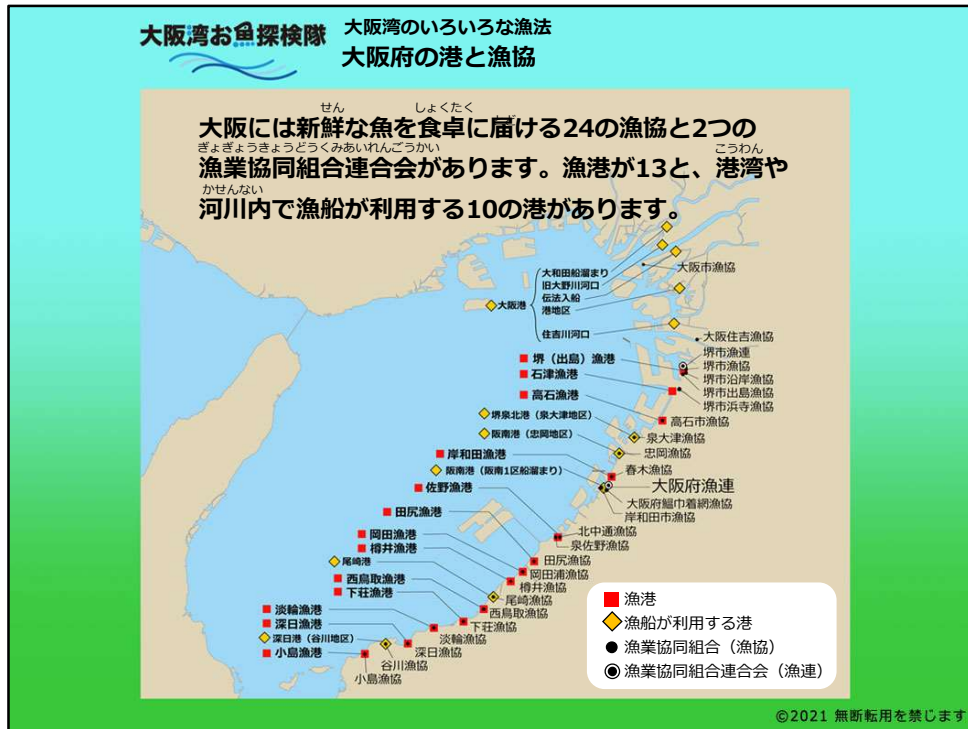 大阪湾お魚探検隊
大阪湾のいろいろな漁法
大阪府の港と漁協
せん しょくたく とど
大阪には新鮮な魚を食卓に届ける24の漁協と2つの
ぎょぎょうきょうどうくみあいれんごうかい こうわん
漁業協同組合連合会があります。漁港が13と、港湾や
かせんない
河川内で漁船が利用する10の港があります。
大和田船溜まり
旧大野川河口
伝法入船
港地区
住吉川河口
大阪港
大阪市漁協
大阪住吉漁協
堺市漁連
堺市漁協
堺市沿岸漁協
堺市出島漁協
堺市浜寺漁協
堺（出島）漁港
石津漁港
高石漁港
高石市漁協
堺泉北港（泉大津地区）
泉大津漁協
阪南港（忠岡地区）
忠岡漁協
岸和田漁港
春木漁協
阪南港（阪南1区船溜まり）
大阪府漁連
大阪府鰮巾着網漁協
岸和田市漁協
佐野漁港
北中通漁協
泉佐野漁協
田尻漁港
田尻漁協
岡田漁港
岡田浦漁協
樽井漁港
樽井漁協
尾崎港
尾崎漁協
西鳥取漁港
西鳥取漁協
下荘漁港
下荘漁協
淡輪漁港
淡輪漁協
深日漁港
深日漁協
深日港（谷川地区）
谷川漁協
小島漁港
小島漁協
漁港
漁船が利用する港
漁業協同組合（漁協）
漁業協同組合連合会（漁連）
©2021 無断転用を禁じます